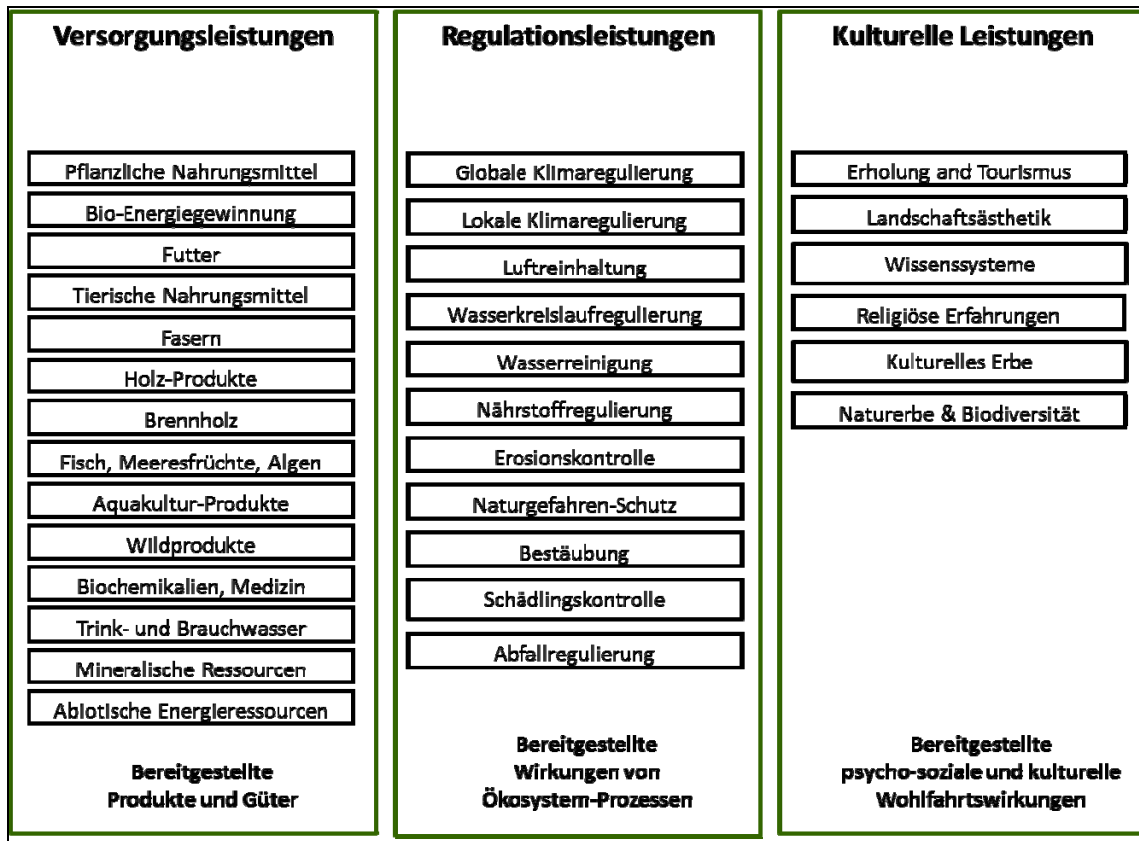 Versorgungsleistungen
Pflanzliche Nahrungsmittel
Bio-Energiegewinnung
Futter
Tierische Nahrungsmittel
Fasern
Holz-Produkte
Brennholz
Fisch, Meeresfrüchte, Algen
Aquakultur-Produkte
Wildprodukte
Biochemikalien, Medizin
Trink- und Brauchwasser
Mineralische Ressourcen
Abiotische Energieressourcen
Bereitgestellte
Produkte und Güter
Regulationsleistungen
Globale Klimaregulierung
Lokale Klimaregulierung
Luftreinhaltung
Wasserkreislaufregulierung
Wasserreinigung
Nährstoffregulierung
Erosionskontrolle
Naturgefahren-Schutz
Bestäubung
Schädlingskontrolle
Abfallregulierung
Bereitgestellte
Wirkungen von
Ökosystem-Prozessen
Kulturelle Leistungen
Erholung and Tourismus
Landschaftsästhetik
Wissenssysteme
Religiöse Erfahrungen
Kulturelles Erbe
Naturerbe & Biodiversität
Bereitgestellte
psycho-soziale und kulturelle
Wohlfahrtswirkungen